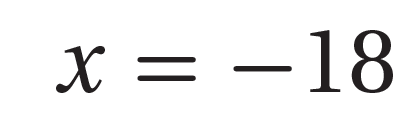 x = −18